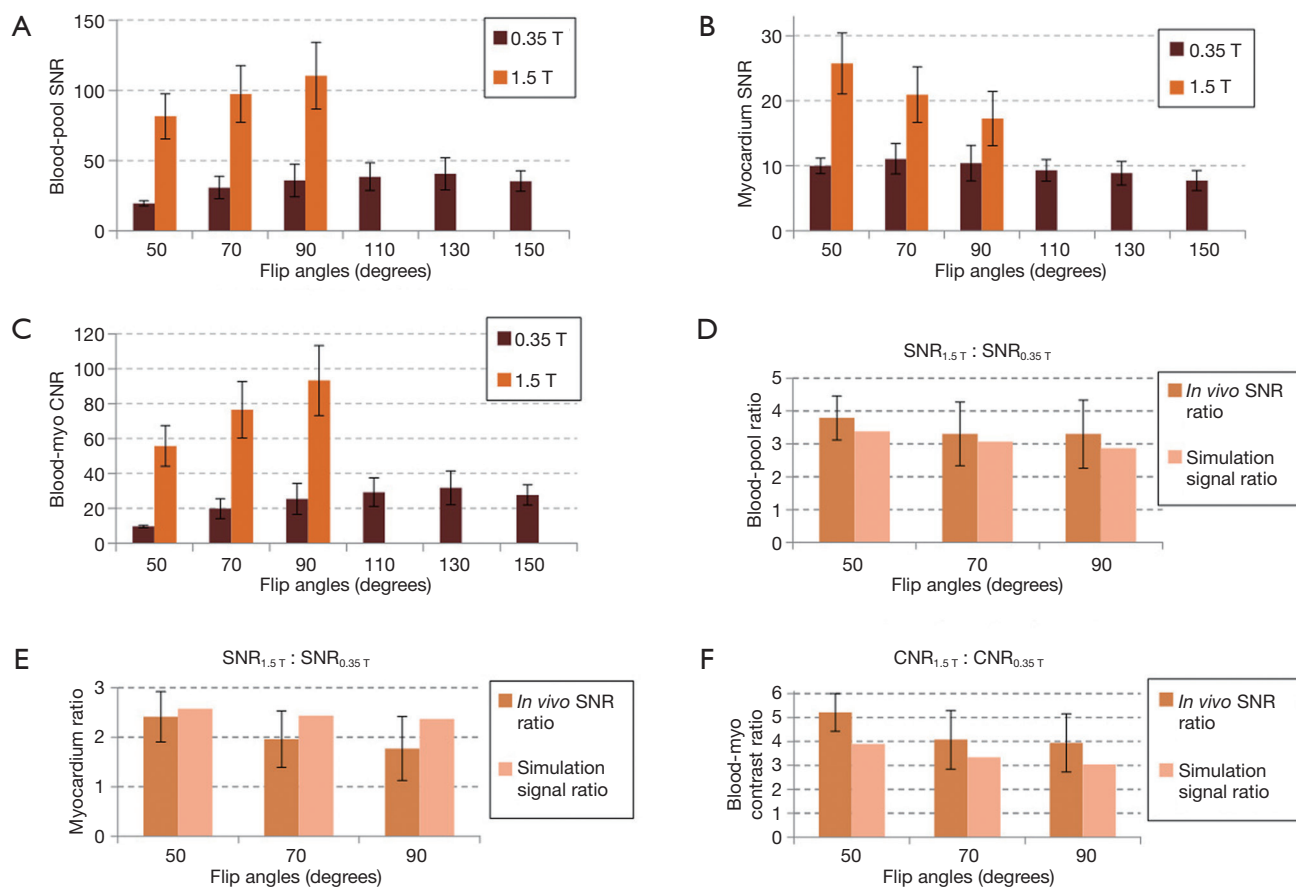 A
Blood-pool SNR
150
100
50
0
0.35 T
1.5 T
50 70 90 110 130 150
Flip angles (degrees)
B
Myocardium SNR
30
20
10
0
0.35 T
1.5 T
50 70 90 110 130 150
Flip angles (degrees)
C
Blood-myo CNR
120
100
80
60
40
20
0
0.35 T
1.5 T
50 70 90 110 130 150
Flip angles (degrees)
D
SNR1.5 T : SNR0.35 T
Blood-pool ratio
5
4
3
2
1
0
In vivo SNR
ratio
Simulation
signal ratio
50 70 90
Flip angles (degrees)
E
SNR1.5 T : SNR0.35 T
Myocardium ratio
3
2
1
0
In vivo SNR
ratio
Simulation
signal ratio
50 70 90
Flip angles (degrees)
F
CNR1.5 T : CNR0.35 T
Blood-myo
contrast ratio
6
5
4
3
2
1
0
In vivo SNR
ratio
Simulation
signal ratio
50 70 90
Flip angles (degrees)